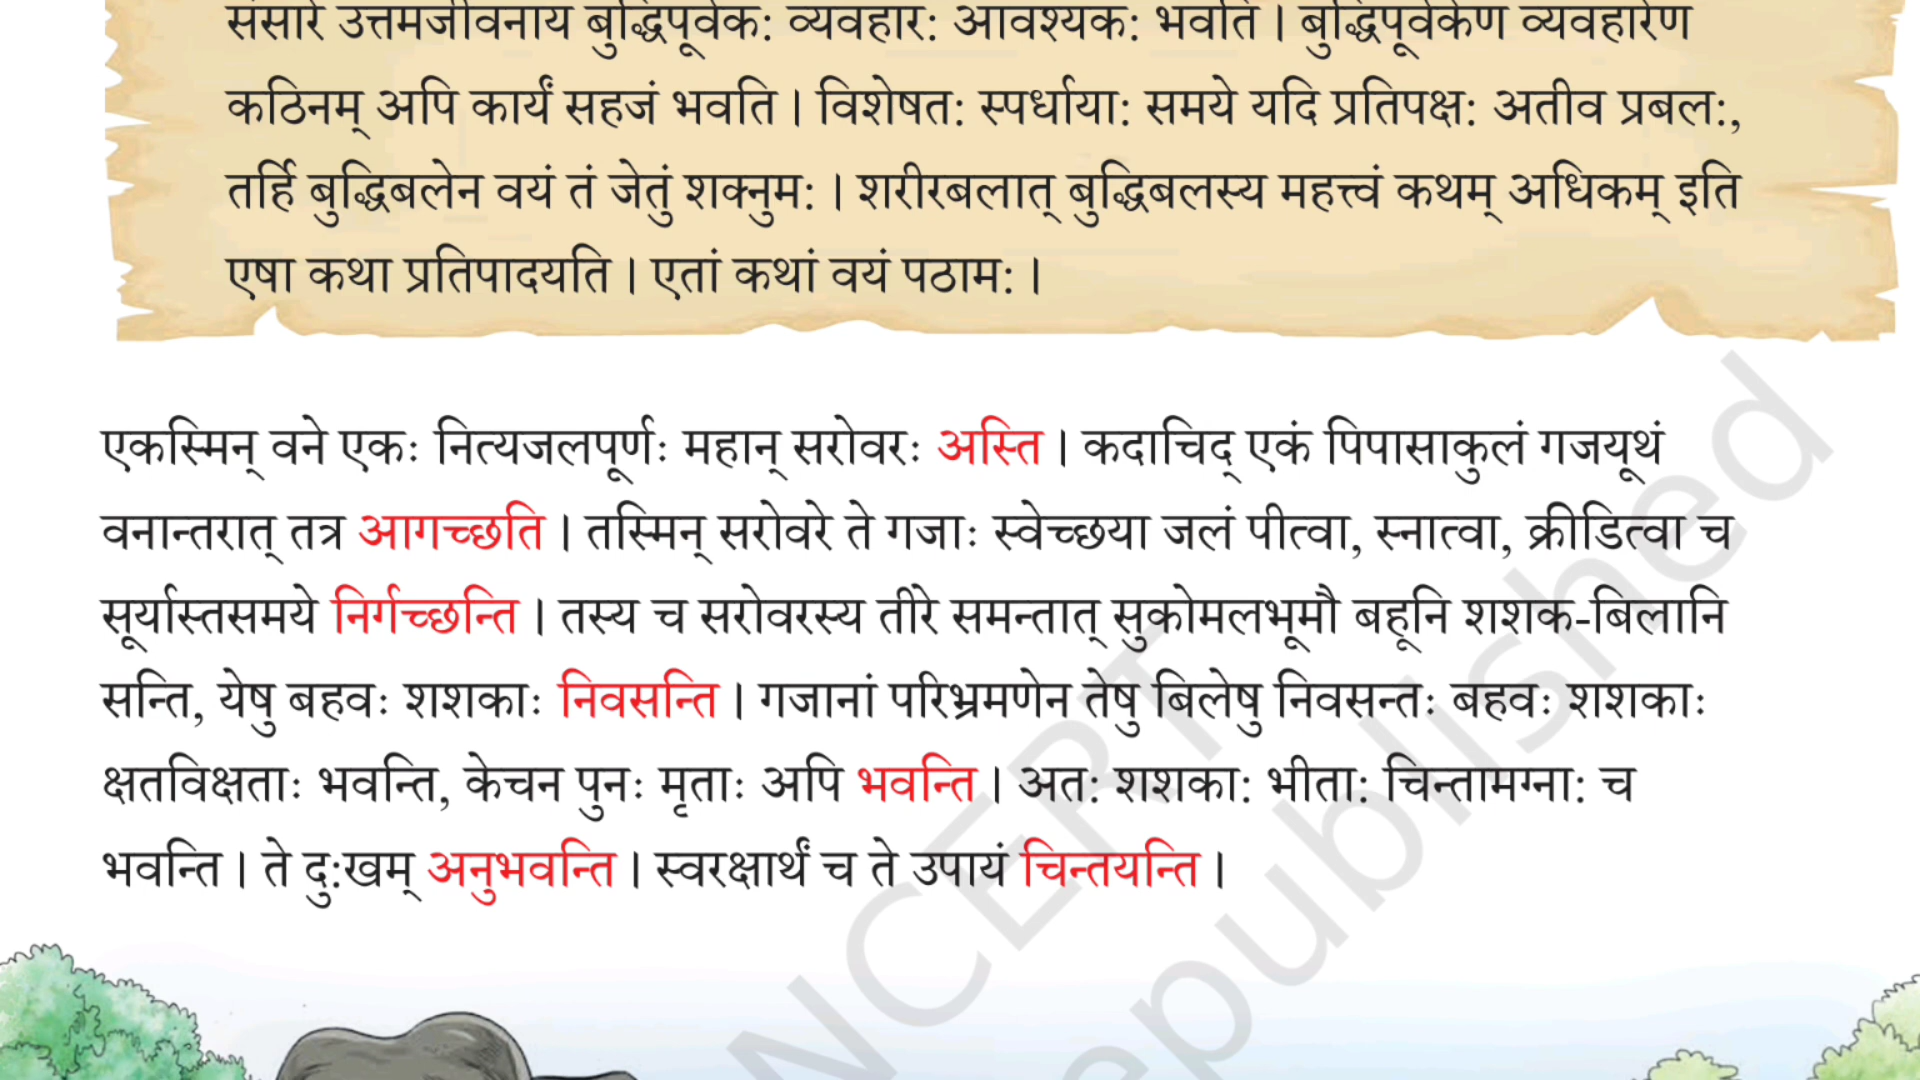 संसारे उत्तमजीवनाय बुद्धिपूर्वकः व्यवहारः आवश्यकः भवति । बुद्धिपूर्वकेण व्यवहारेण
कठिनम् अपि कार्यं सहजं भवति । विशेषतः स्पर्धायाः समये यदि प्रतिपक्षः अतीव प्रबलः,
तर्हि बुद्धिबलेन वयं तं जेतुं शक्नुमः । शरीरबलात् बुद्धिबलस्य महत्त्वं कथम् अधिकम् इति
एषा कथा प्रतिपादयति । एतां कथां वयं पठामः ।
एकस्मिन् वने एकः नित्यजलपूर्णः महान् सरोवरः अस्ति । कदाचिद् एकं पिपासाकुलं गजयूथं
वनान्तरात् तत्र आगच्छति । तस्मिन् सरोवरे ते गजाः स्वेच्छया जलं पीत्वा, स्नात्वा, क्रीडित्वा च
सूर्यास्तसमये निर्गच्छन्ति । तस्य च सरोवरस्य तीरे समन्तात् सुकोमलभूमौ बहूनि शशक-बिलानि
सन्ति, येषु बहवः शशकाः निवसन्ति । गजानां परिभ्रमणेन तेषु बिलेषु निवसन्तः बहवः शशकाः
क्षतविक्षताः भवन्ति, केचन पुनः मृताः अपि भवन्ति । अतः शशकाः भीताः चिन्तामग्नाः च
भवन्ति । ते दुःखम् अनुभवन्ति । स्वरक्षार्थं च ते उपायं चिन्तयन्ति ।
NCERT
republished